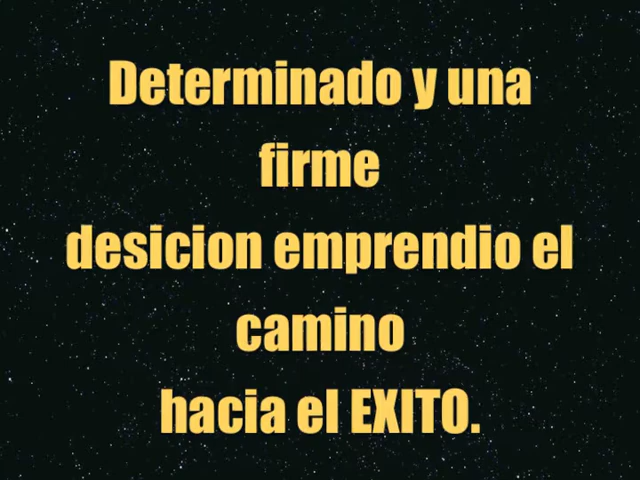 Determinado y una
firme
desicion emprendio el
camino
hacia el EXITO.